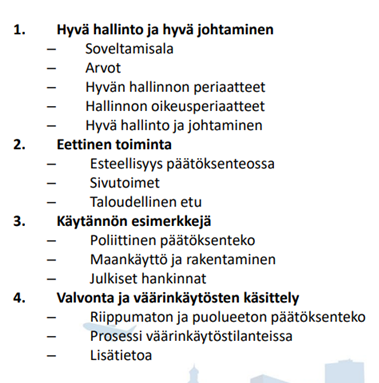 1. Hyvä hallinto ja hyvä johtaminen
– Soveltamisala
– Arvot
– Hyvän hallinnon periaatteet
– Hallinnon oikeusperiaatteet
– Hyvä hallinto ja johtaminen
2. Eettinen toiminta
– Esteellisyys päätöksenteossa
– Sivutoimet
– Taloudellinen etu
3. Käytännön esimerkkejä
– Poliittinen päätöksenteko
– Maankäyttö ja rakentaminen
– Julkiset hankinnat
4. Valvonta ja väärinkäytösten käsittely
– Riippumaton ja puolueeton päätöksenteko
– Prosessi väärinkäytöstilanteissa
– Lisätietoa